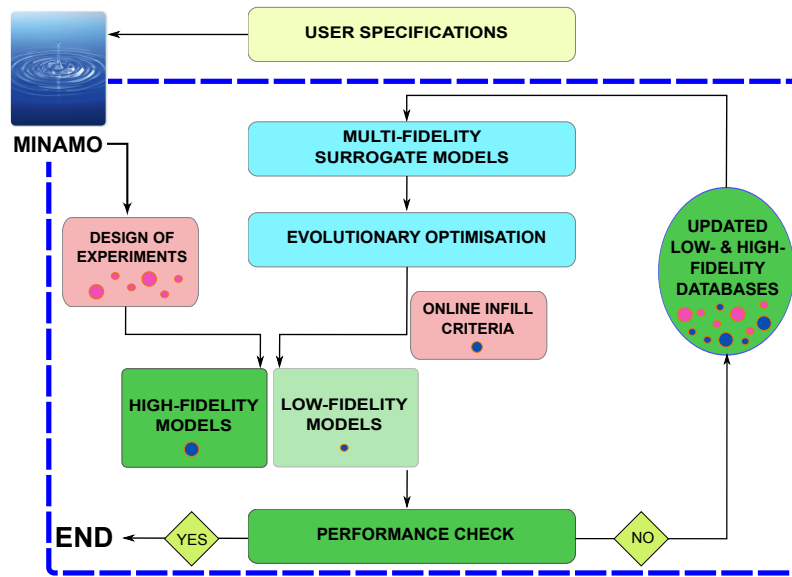 USER SPECIFICATIONS
MINAMO
MULTI-FIDELITY
SURROGATE MODELS
DESIGN OF
EXPERIMENTS
EVOLUTIONARY OPTIMISATION
UPDATED
LOW- & HIGH-
FIDELITY
DATABASES
ONLINE INFILL
CRITERIA
HIGH-FIDELITY
MODELS
LOW-FIDELITY
MODELS
END
YES
PERFORMANCE CHECK
NO